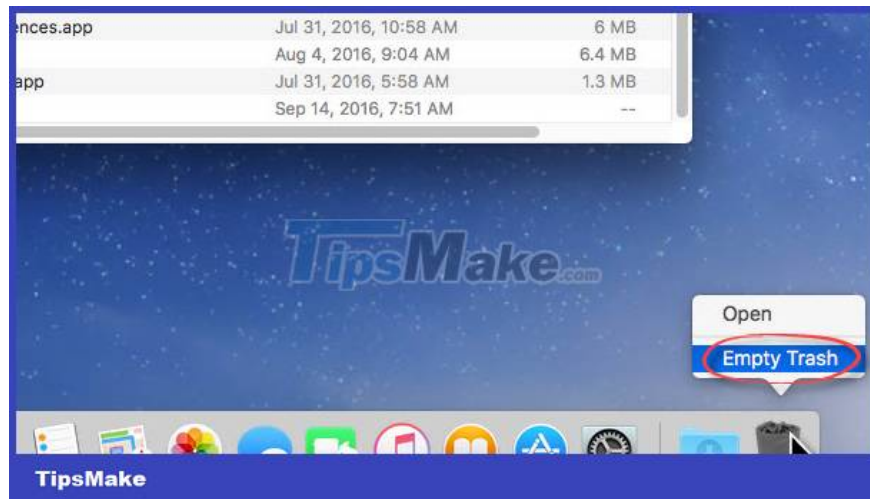 ences.app Jul 31, 2016, 10:58 AM 6 MB
Aug 4, 2016, 9:04 AM 6.4 MB
app Jul 31, 2016, 5:58 AM 1.3 MB
Sep 14, 2016, 7:51 AM --
TipsMake.com
Open
Empty Trash
TipsMake